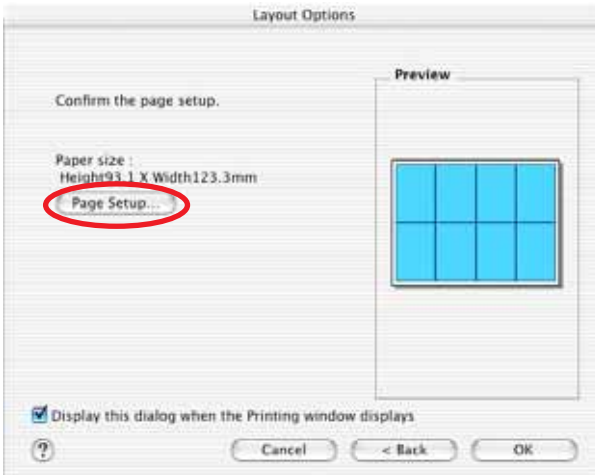 Layout Options
Preview
Confirm the page setup.
Paper size :
Height93.1 X Width123.3mm
Page Setup...
Display this dialog when the Printing window displays
?
Cancel
< Back
OK